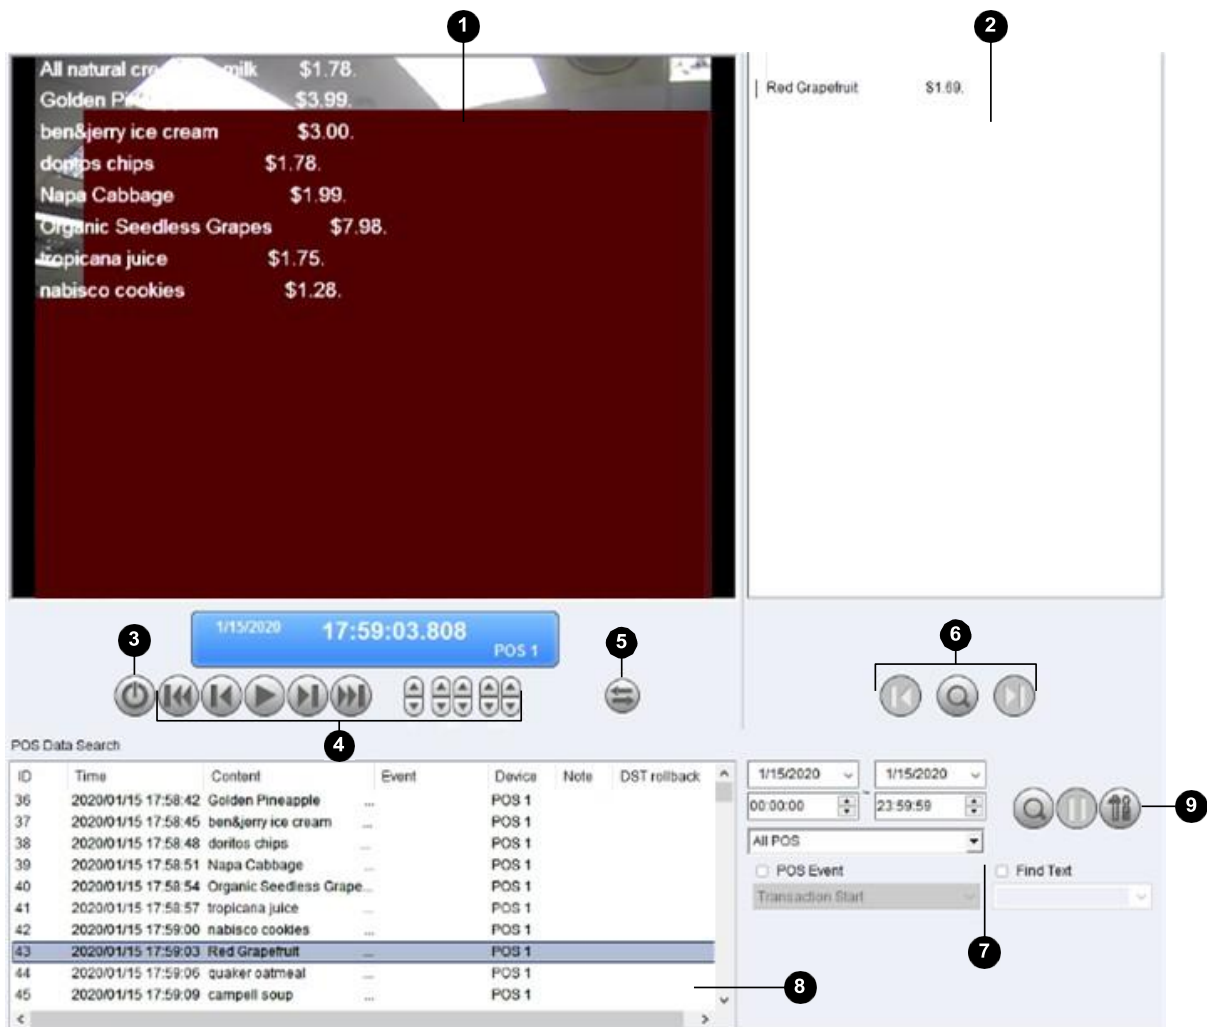 1
2
All natural cre milk $1.78.
Golden Pi $3.99.
ben&jerry ice cream $3.00.
doritos chips $1.78.
Napa Cabbage $1.99.
Organic Seedless Grapes $7.98.
tropicana juice $1.75.
nabisco cookies $1.28.
Red Grapefruit $1.69.
3
1/15/2020 17:59:03.808
POS 1
5
6
4
POS Data Search
ID Time Content Event Device Note DST rollback
36 2020/01/15 17:58:42 Golden Pineapple ... POS 1
37 2020/01/15 17:58:45 ben&jerry ice cream ... POS 1
38 2020/01/15 17:58:48 doritos chips ... POS 1
39 2020/01/15 17:58:51 Napa Cabbage ... POS 1
40 2020/01/15 17:58:54 Organic Seedless Grape... POS 1
41 2020/01/15 17:58:57 tropicana juice ... POS 1
42 2020/01/15 17:59:00 nabisco cookies ... POS 1
43 2020/01/15 17:59:03 Red Grapefruit ... POS 1
44 2020/01/15 17:59:06 quaker oatmeal ... POS 1
45 2020/01/15 17:59:09 campell soup ... POS 1
1/15/2020 ~ 1/15/2020
00:00:00 23:59:59
9
All POS
POS Event Find Text
Transaction Start
7
8